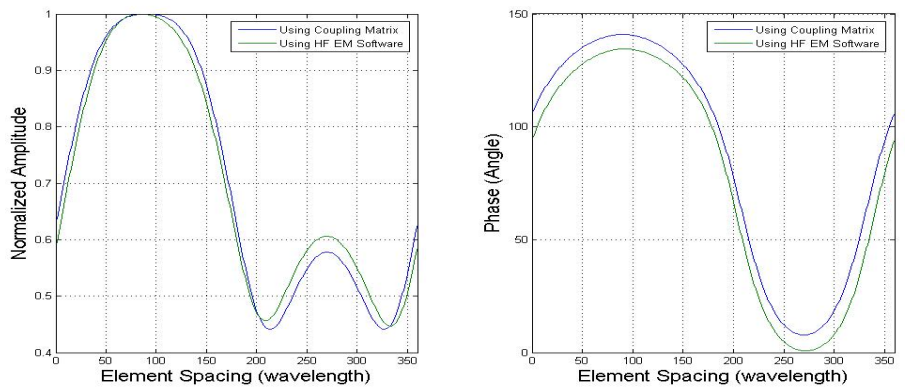 Using Coupling Matrix
Using HF EM Software
Normalized Amplitude
1
0.9
0.8
0.7
0.6
0.5
0.4
0 50 100 150 200 250 300 350
Element Spacing (wavelength)
Using Coupling Matrix
Using HF EM Software
Phase (Angle)
150
100
50
0
0 50 100 150 200 250 300 350
Element Spacing (wavelength)